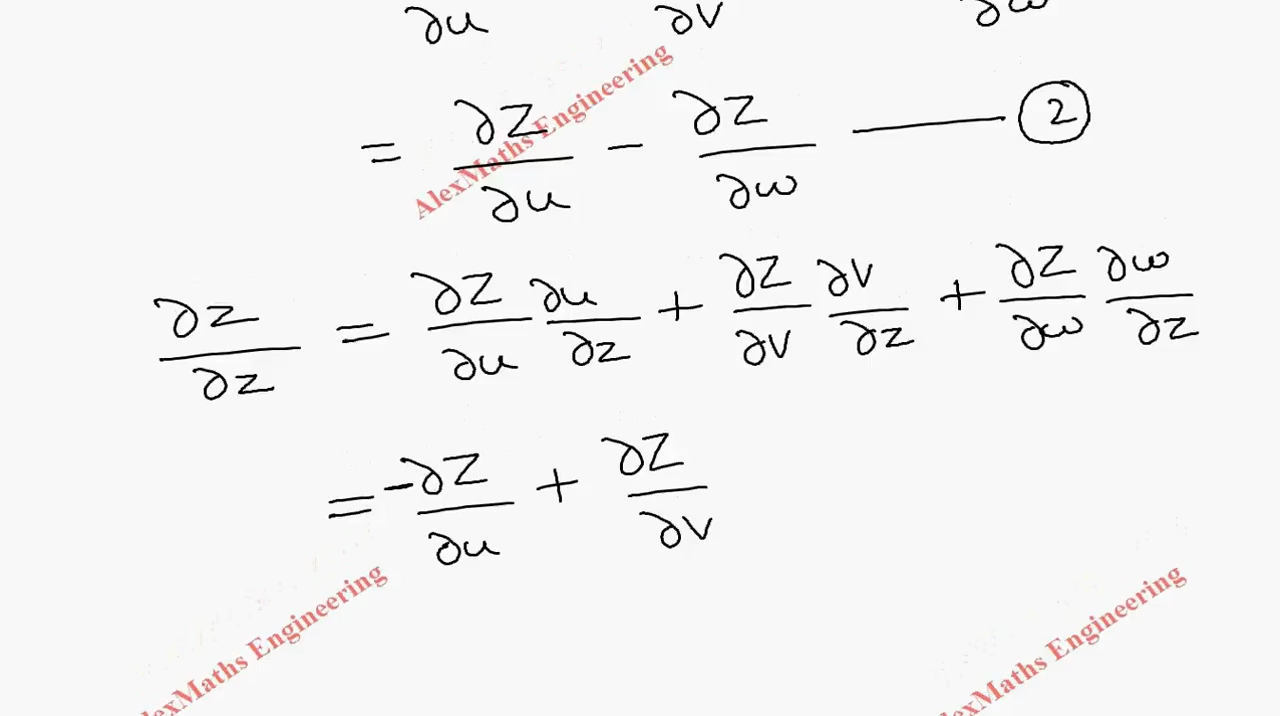 ∂u ∂v ∂w
= ∂Z/∂u − ∂Z/∂w —— ②
AlexMaths Engineering
∂z/∂z = ∂Z/∂u ∂u/∂z + ∂Z/∂v ∂v/∂z + ∂Z/∂w ∂w/∂z
= −∂Z/∂u + ∂Z/∂v
AlexMaths Engineering
AlexMaths Engineering